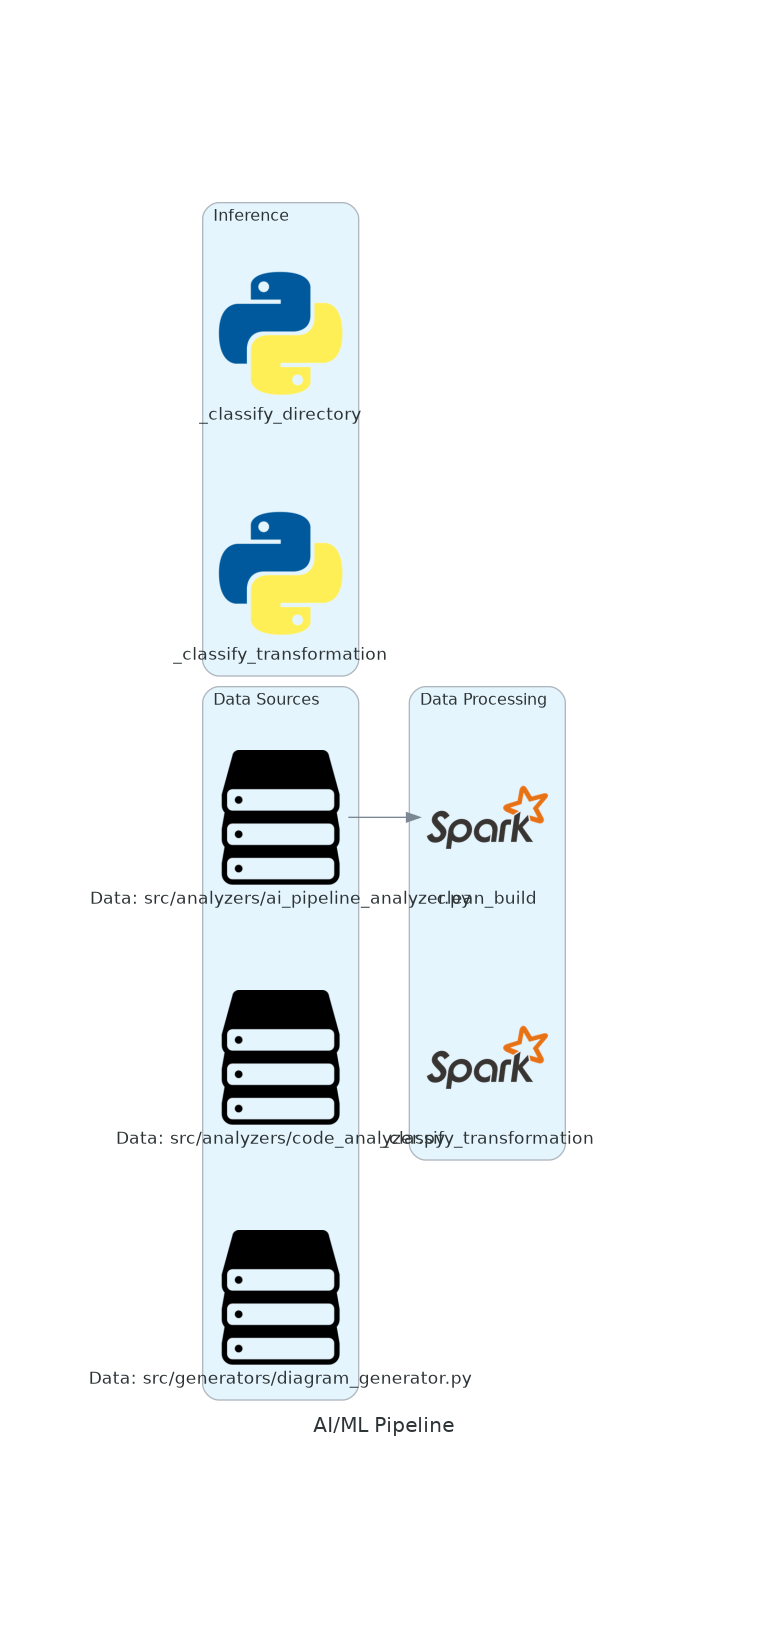 Inference
_classify_directory
_classify_transformation
Data Sources
Data Processing
Spark
Data: src/analyzers/ai_pipeline_analyzer.py
clean_build
Spark
Data: src/analyzers/code_analyzer.py
_classify_transformation
Data: src/generators/diagram_generator.py
AI/ML Pipeline